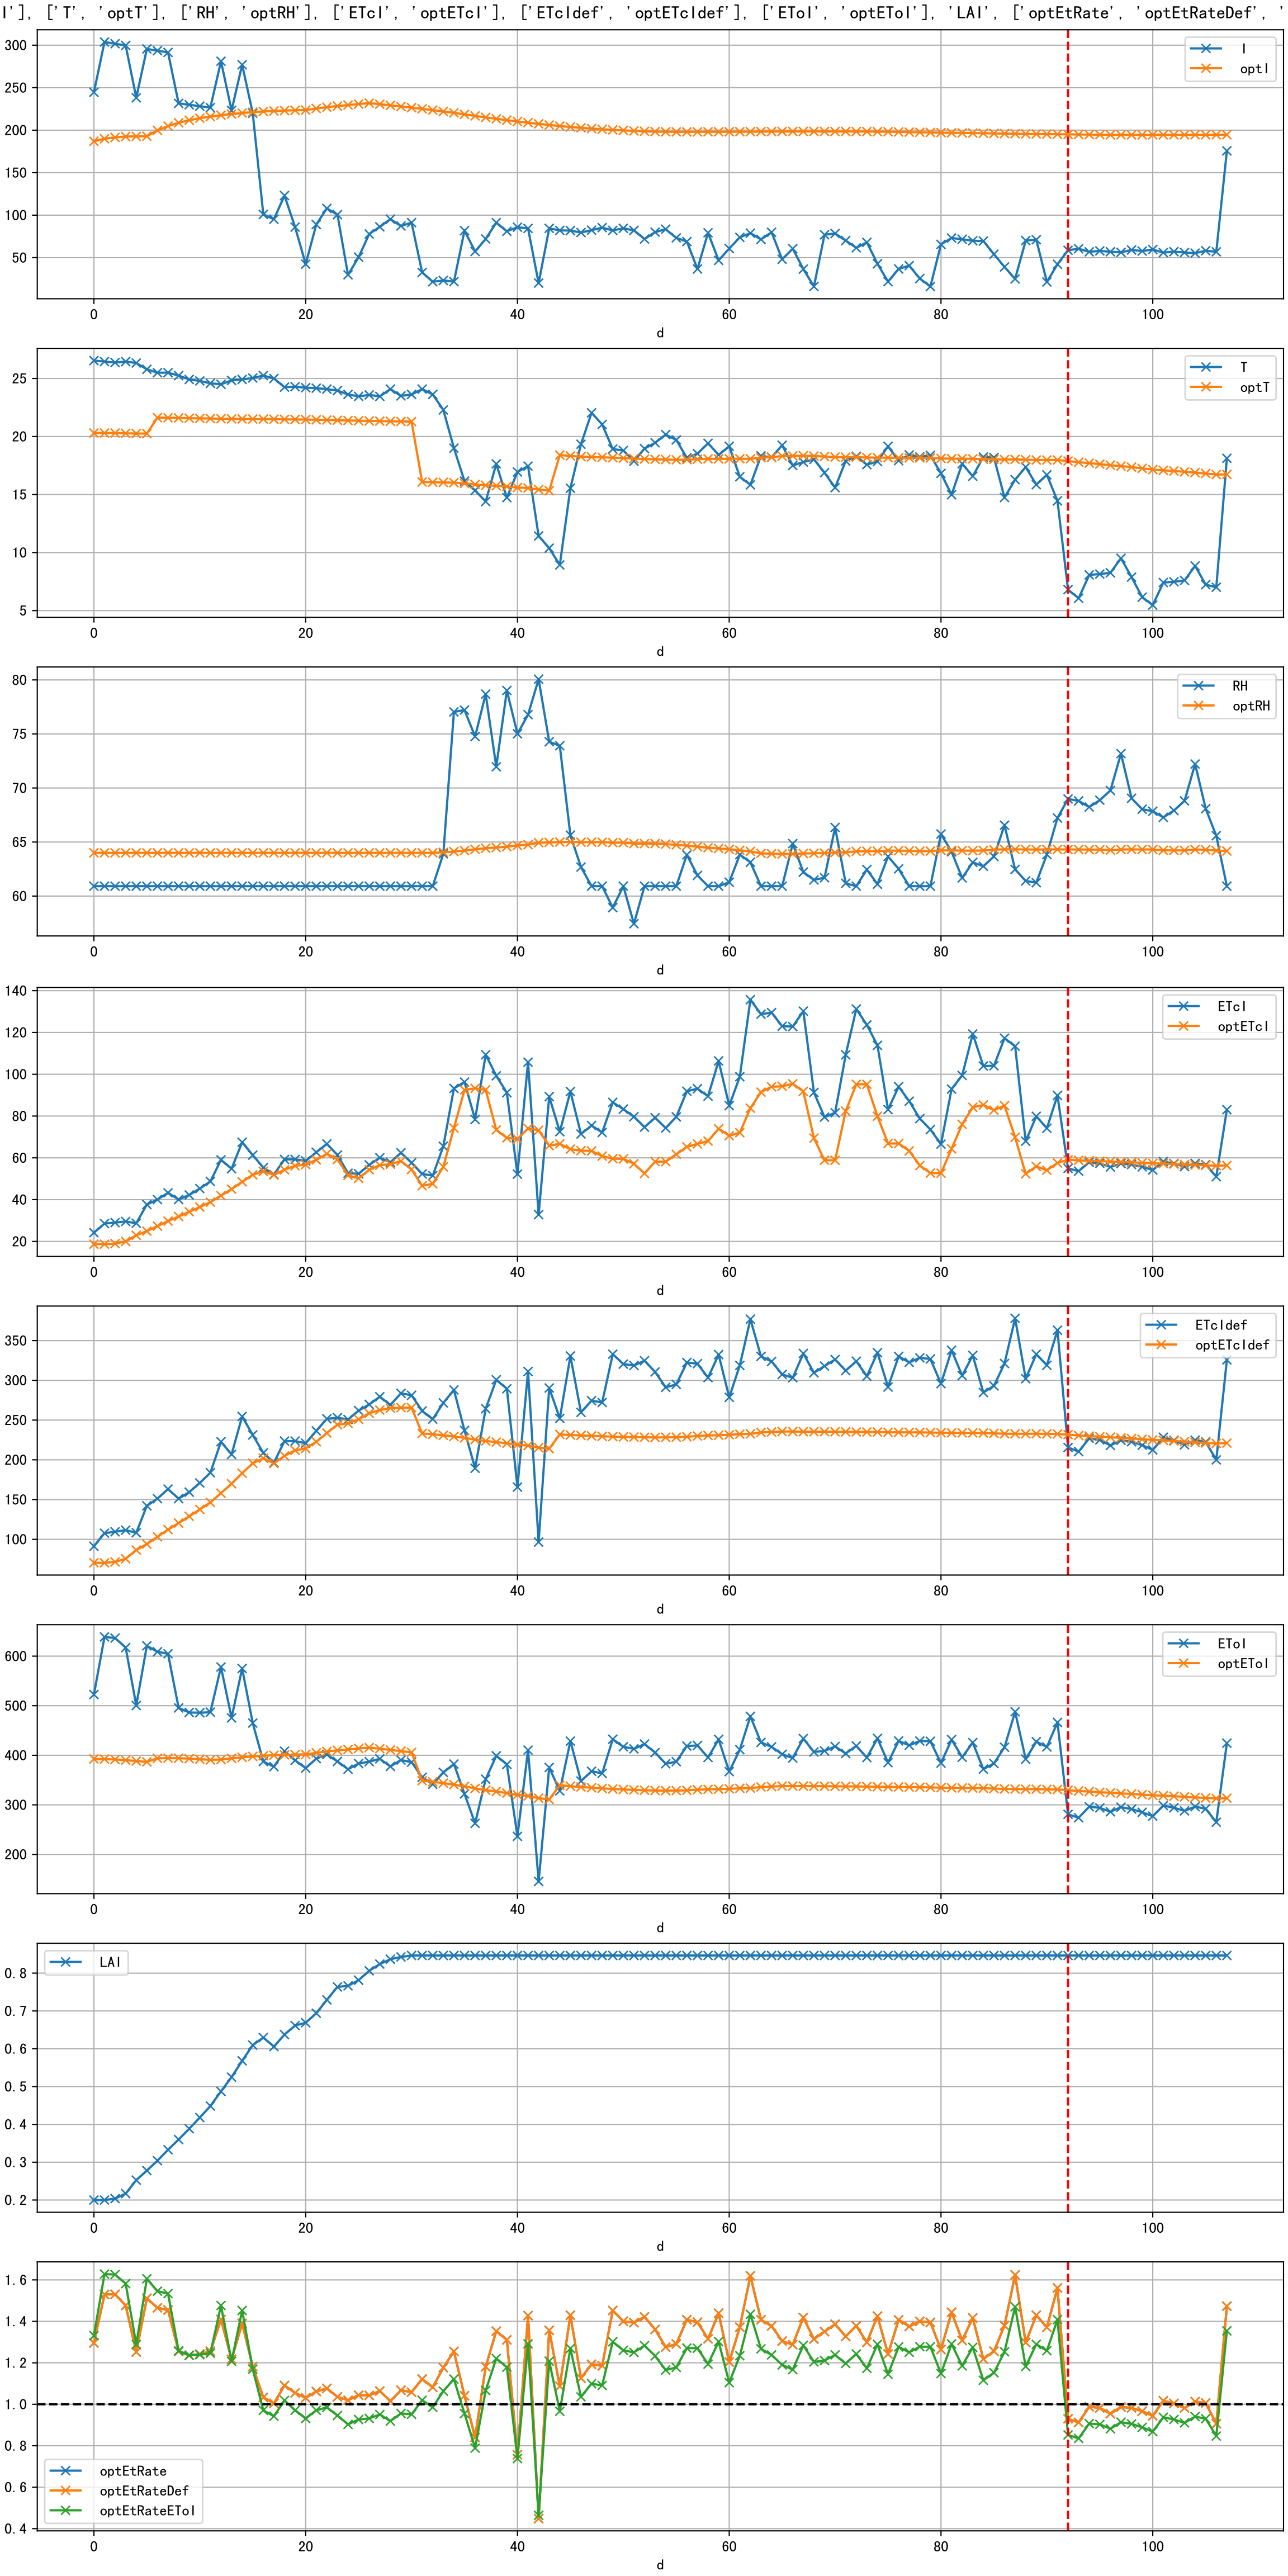 I'], ['T', 'optT'], ['RH', 'optRH'], ['ETcI', 'optETcI'], ['ETcIdef', 'optETcIdef'], ['EToI', 'optEToI'], 'LAI', ['optEtRate', 'optEtRateDef', '
300
250
200
150
100
50
I
optI
0 20 40 60 80 100
d
25
20
15
10
5
T
optT
0 20 40 60 80 100
d
80
75
70
65
60
RH
optRH
0 20 40 60 80 100
d
140
120
100
80
60
40
20
ETcI
optETcI
0 20 40 60 80 100
d
350
300
250
200
150
100
ETcIdef
optETcIdef
0 20 40 60 80 100
d
600
500
400
300
200
EToI
optEToI
0 20 40 60 80 100
d
0.8
0.7
0.6
0.5
0.4
0.3
0.2
LAI
0 20 40 60 80 100
d
1.6
1.4
1.2
1.0
0.8
0.6
0.4
optEtRate
optEtRateDef
optEtRateEToI
0 20 40 60 80 100
d